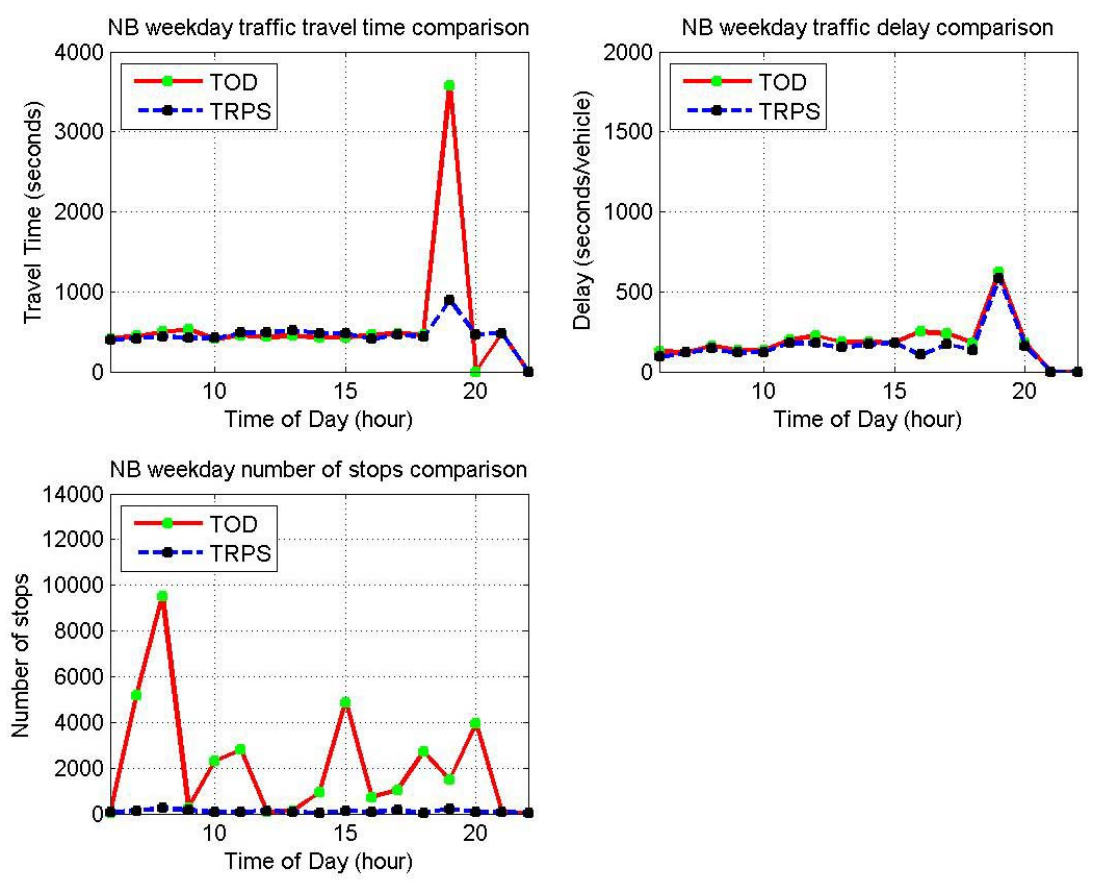 NB weekday traffic travel time comparison
4000
3000
2000
1000
0
Travel Time (seconds)
TOD
TRPS
10
15
20
Time of Day (hour)
NB weekday traffic delay comparison
2000
1500
1000
500
0
Delay (seconds/vehicle)
TOD
TRPS
10
15
20
Time of Day (hour)
NB weekday number of stops comparison
14000
12000
10000
8000
6000
4000
2000
0
Number of stops
TOD
TRPS
10
15
20
Time of Day (hour)